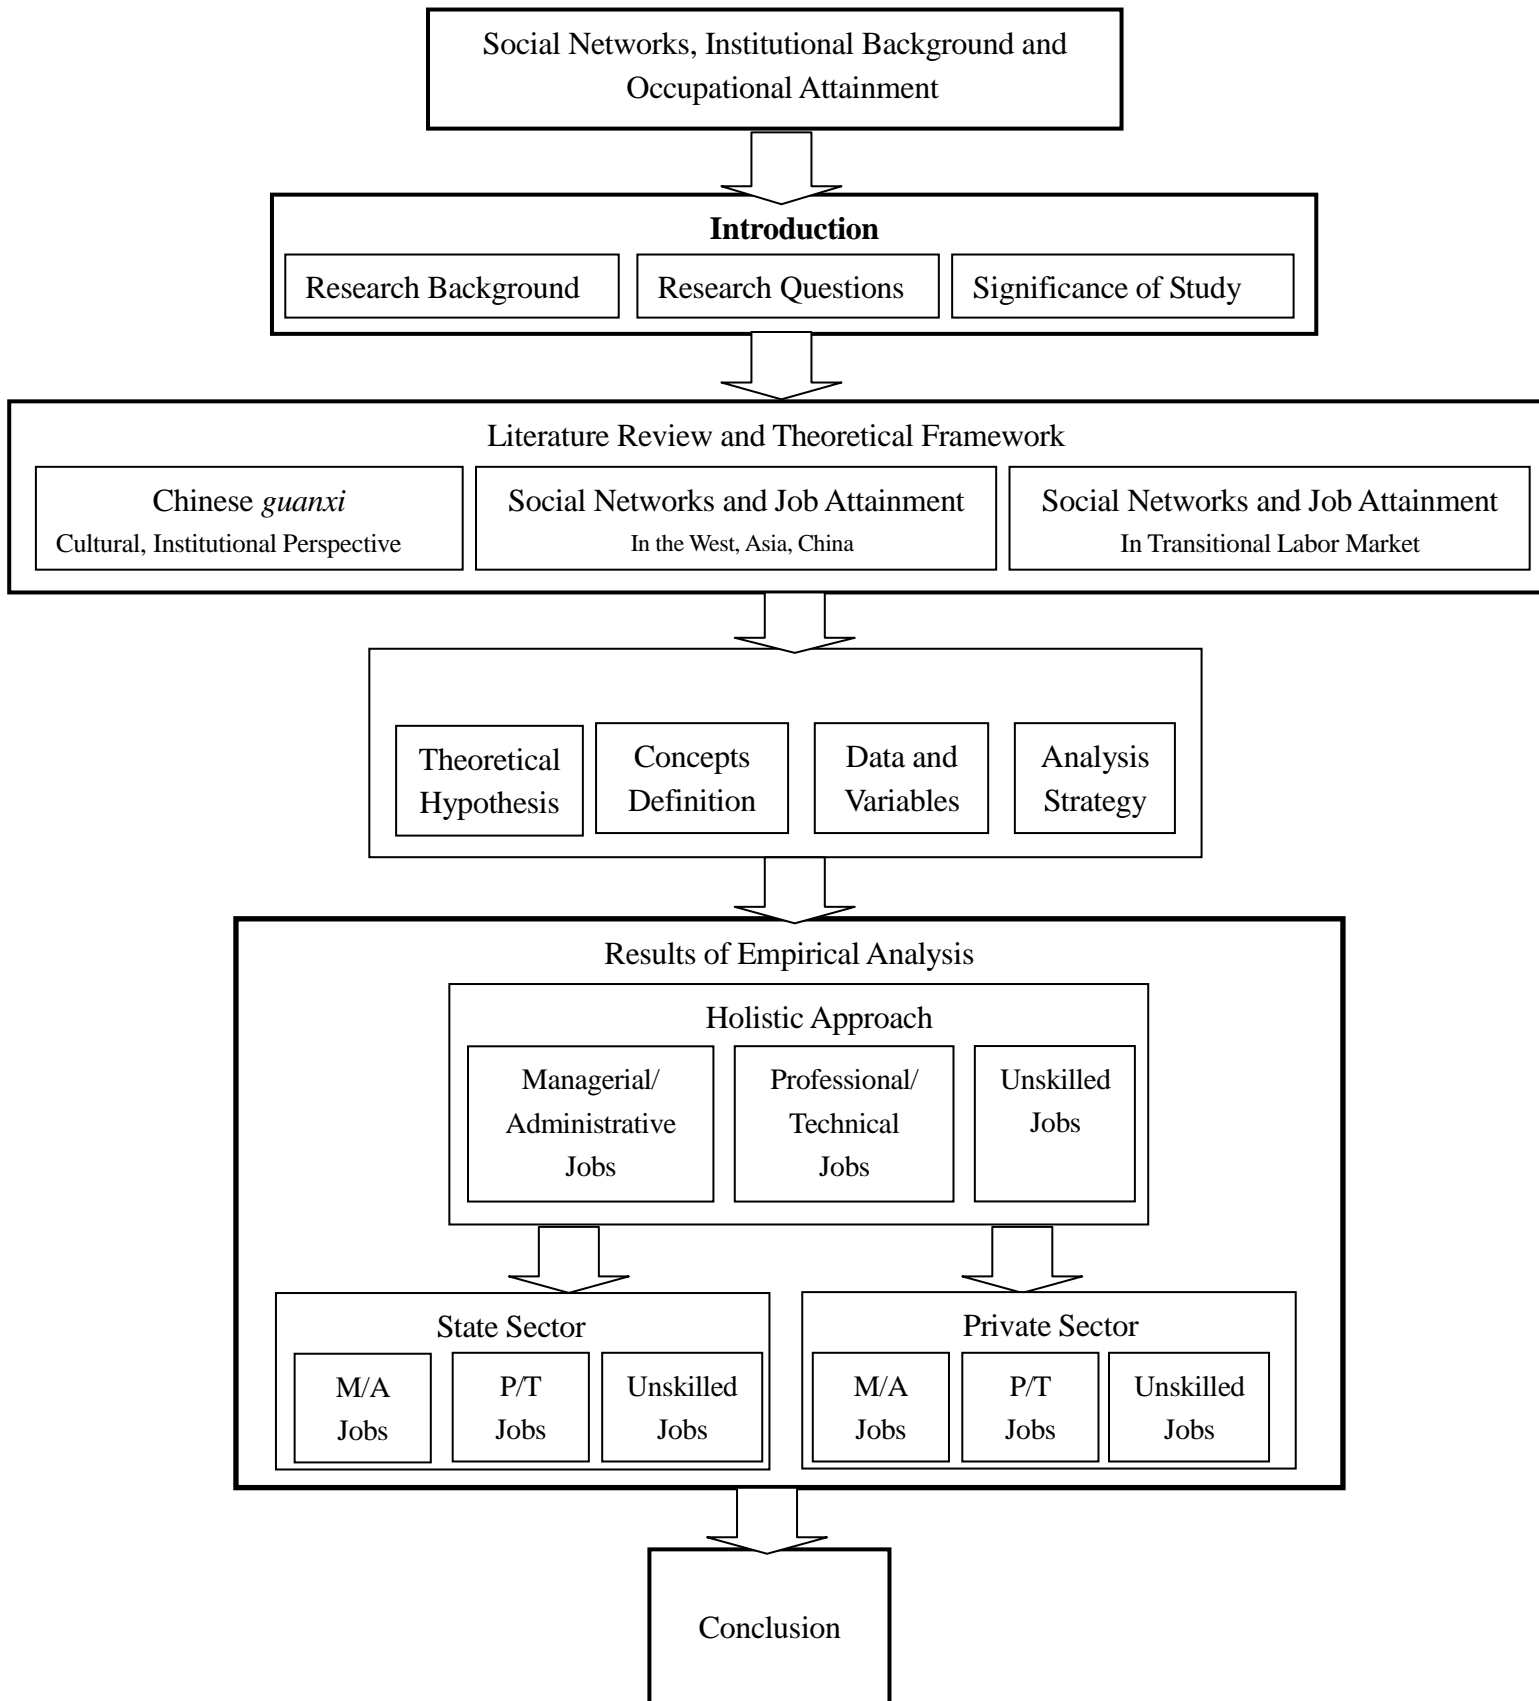 Social Networks, Institutional Background and
Occupational Attainment
Introduction
Research Background
Research Questions
Significance of Study
Literature Review and Theoretical Framework
Chinese guanxi
Cultural, Institutional Perspective
Social Networks and Job Attainment
In the West, Asia, China
Social Networks and Job Attainment
In Transitional Labor Market
Theoretical
Hypothesis
Concepts
Definition
Data and
Variables
Analysis
Strategy
Results of Empirical Analysis
Holistic Approach
Managerial/
Administrative
Jobs
Professional/
Technical
Jobs
Unskilled
Jobs
State Sector
M/A
Jobs
P/T
Jobs
Unskilled
Jobs
Private Sector
M/A
Jobs
P/T
Jobs
Unskilled
Jobs
Conclusion